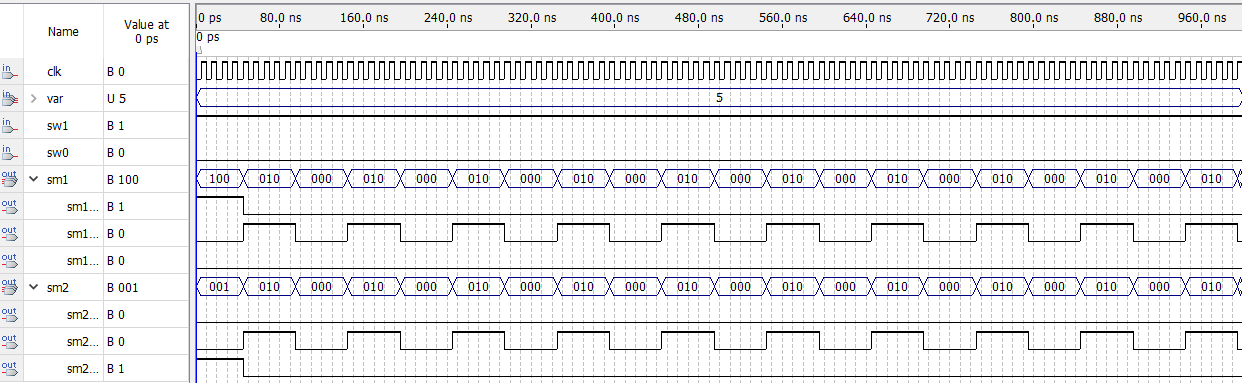 Name
Value at
0 ps
0 ps 80.0 ns 160.0 ns 240.0 ns 320.0 ns 400.0 ns 480.0 ns 560.0 ns 640.0 ns 720.0 ns 800.0 ns 880.0 ns 960.0 ns
0 ps
in clk B 0
in var U 5 5
in sw1 B 1
in sw0 B 0
out sm1 B 100 100 010 000 010 000 010 000 010 000 010 000 010 000 010 000 010 000 010 000 010
out sm1... B 1
out sm1... B 0
out sm1... B 0
out sm2 B 001 001 010 000 010 000 010 000 010 000 010 000 010 000 010 000 010 000 010 000 010
out sm2... B 0
out sm2... B 0
out sm2... B 1